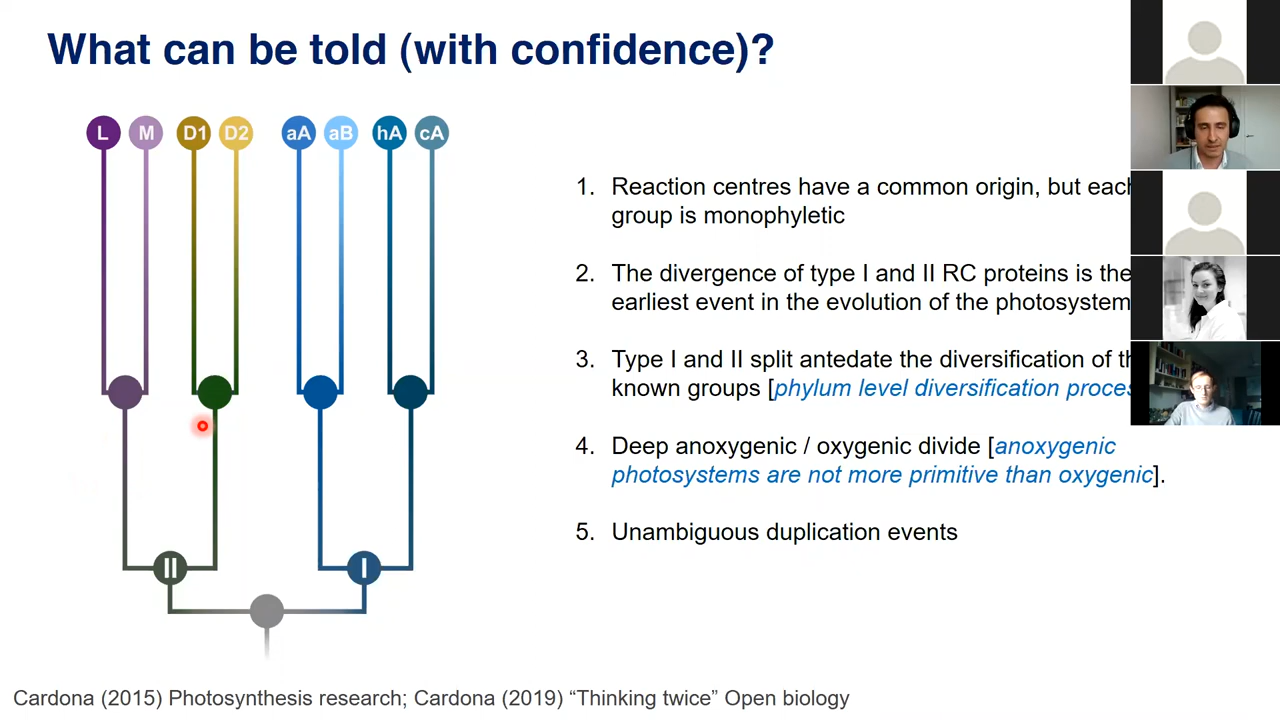 What can be told (with confidence)?
L M D1 D2 aA aB hA cA
1. Reaction centres have a common origin, but each
group is monophyletic
2. The divergence of type I and II RC proteins is the
earliest event in the evolution of the photosystem
3. Type I and II split antedate the diversification of
known groups [phylum level diversification
4. Deep anoxygenic / oxygenic divide [anoxygenic
photosystems are not more primitive than oxygenic].
5. Unambiguous duplication events
II I
Cardona (2015) Photosynthesis research; Cardona (2019) “Thinking twice” Open biology